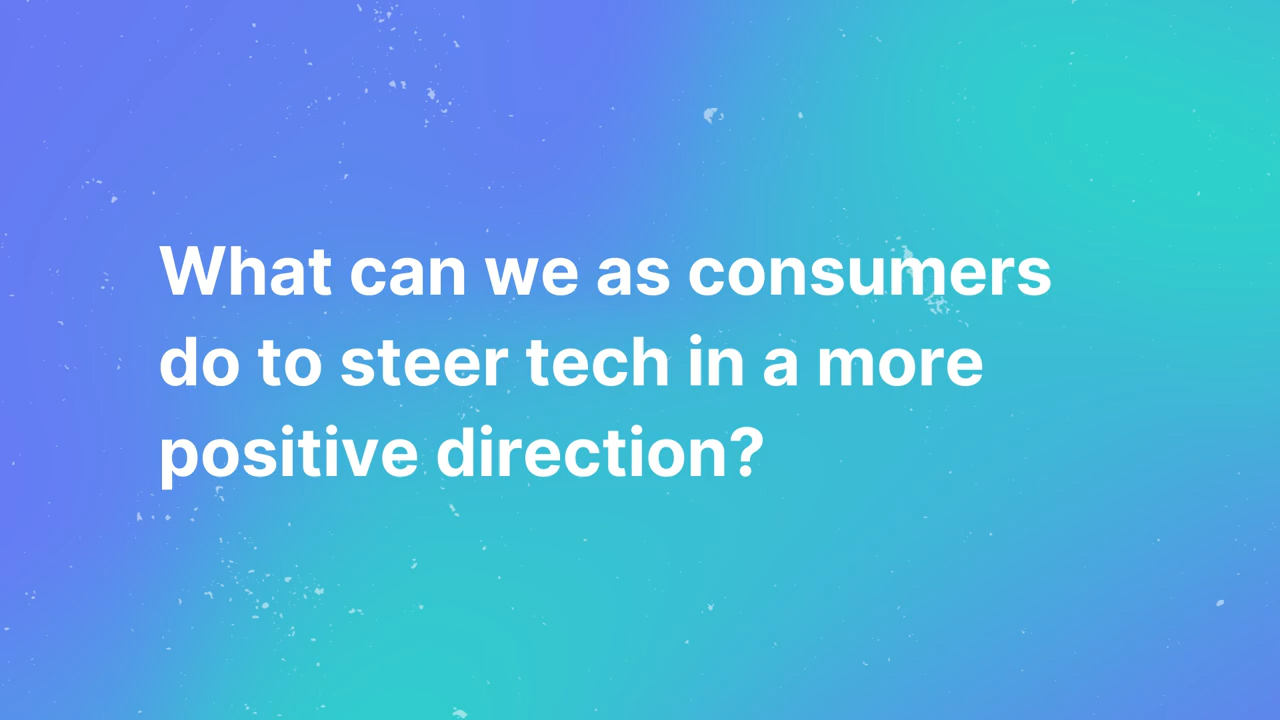 What can we as consumers
do to steer tech in a more
positive direction?